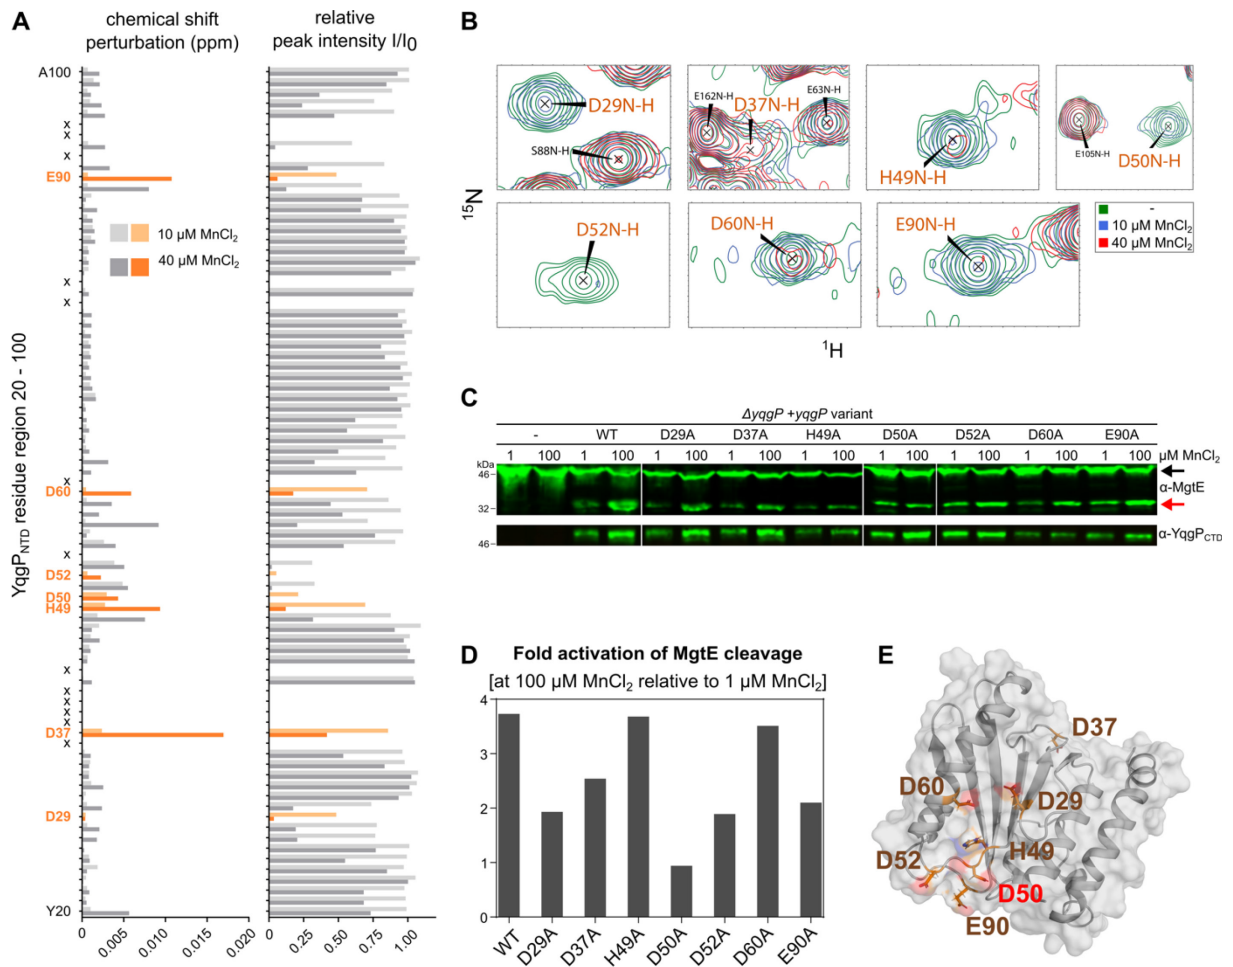 A
chemical shift
perturbation (ppm)
relative
peak intensity I/I0
A100
x
x
x
E90
10 µM MnCl2
40 µM MnCl2
x
x
YqgPNTD residue region 20 - 100
x
D60
x
D52
D50
H49
x
x
x
x
x
D37
x
D29
Y20
0
0.005
0.010
0.015
0.020
0
0.25
0.50
0.75
1.00
B
D29N-H
S88N-H
E162N-H
D37N-H
E63N-H
H49N-H
E105N-H
D50N-H
15N
D52N-H
D60N-H
E90N-H
-
10 µM MnCl2
40 µM MnCl2
1H
C
ΔyqgP +yqgP variant
- WT D29A D37A H49A D50A D52A D60A E90A
1 100 1 100 1 100 1 100 1 100 1 100 1 100 1 100 1 100 µM MnCl2
kDa
46
α-MgtE
32
46
α-YqgPCTD
D
Fold activation of MgtE cleavage
[at 100 µM MnCl2 relative to 1 µM MnCl2]
4
3
2
1
0
WT
D29A
D37A
H49A
D50A
D52A
D60A
E90A
E
D37
D60
D29
H49
D52
D50
E90